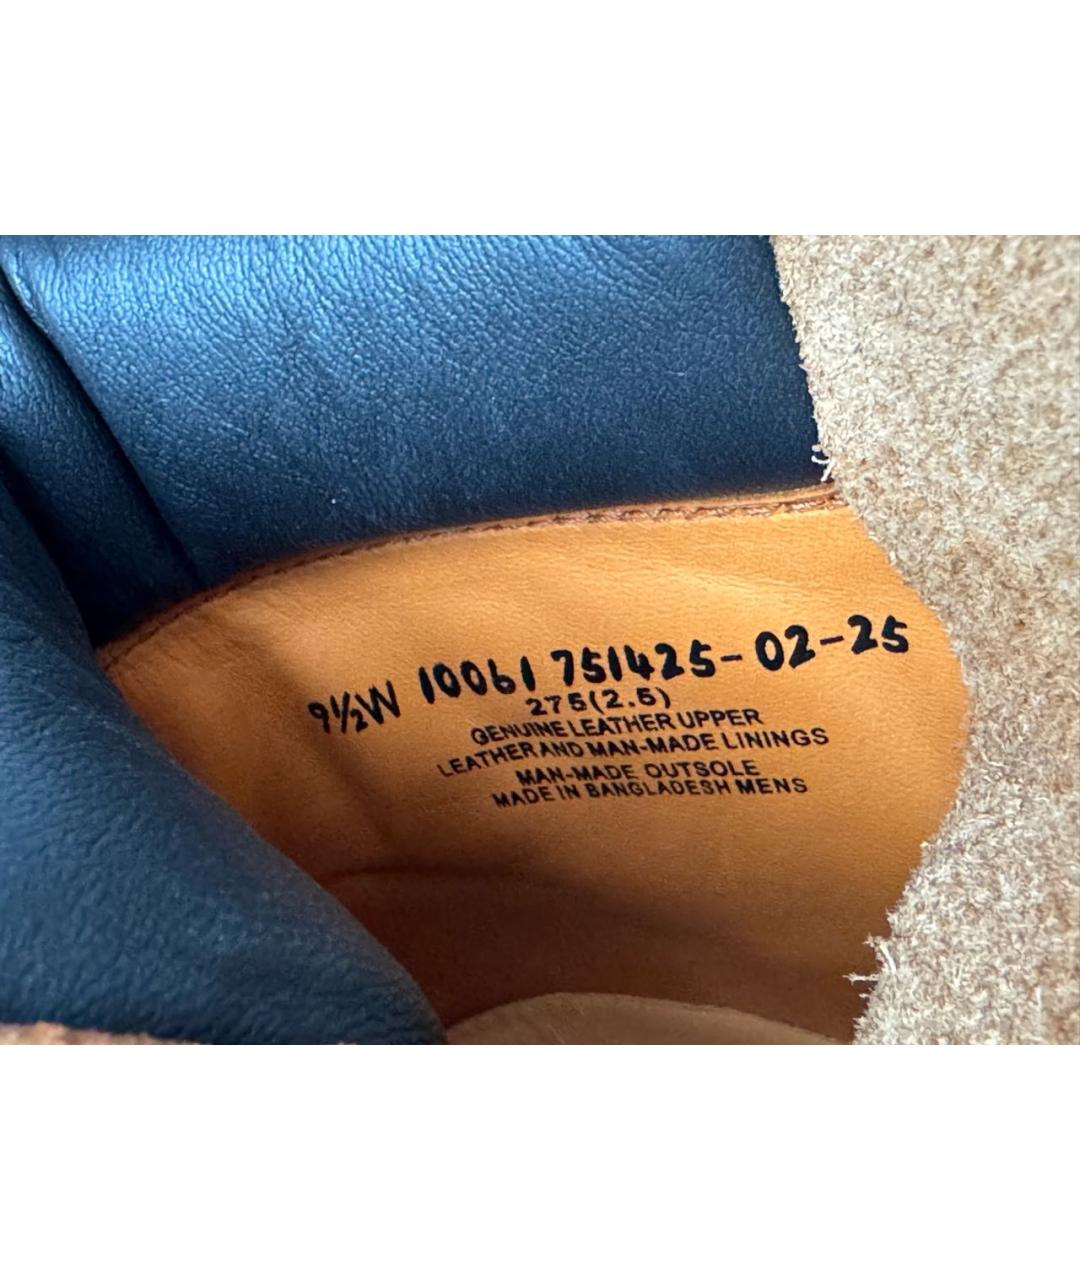 9½W 10061 751425-02-25
275(2.5)
GENUINE LEATHER UPPER
LEATHER AND MAN-MADE LININGS
MAN-MADE OUTSOLE
MADE IN BANGLADESH MENS